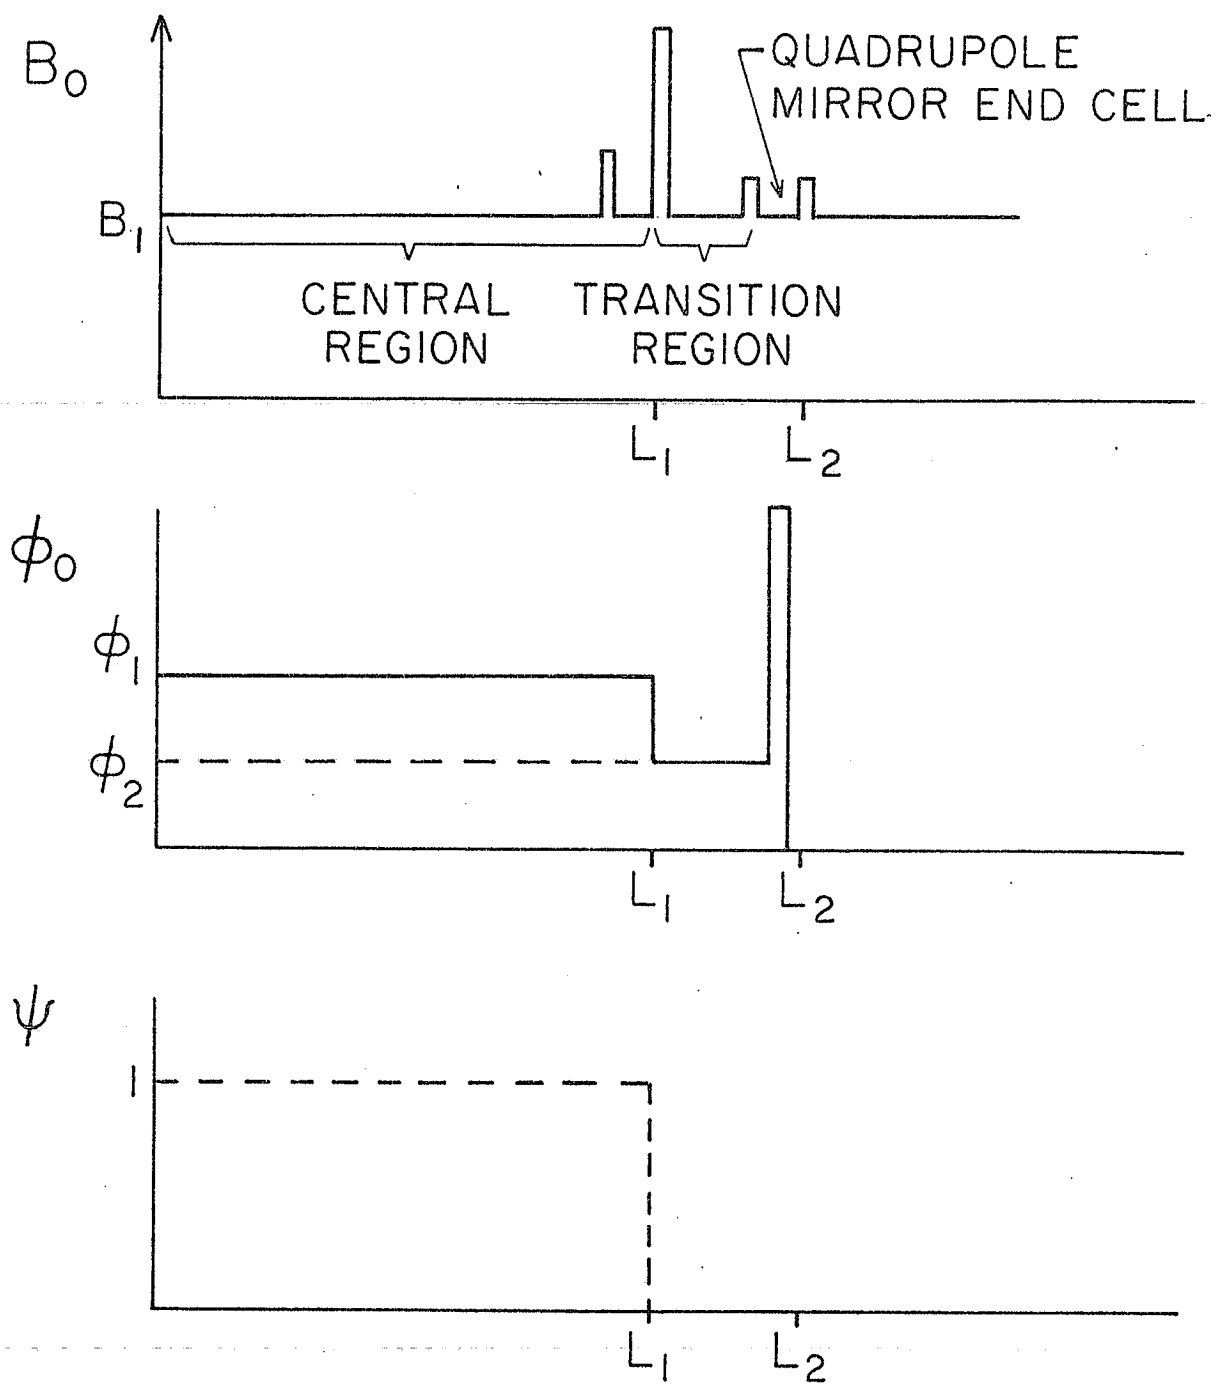 B0
QUADRUPOLE
MIRROR END CELL
B1
CENTRAL
REGION
TRANSITION
REGION
L1
L2
ϕ0
ϕ1
ϕ2
L1
L2
ψ
1
L1
L2